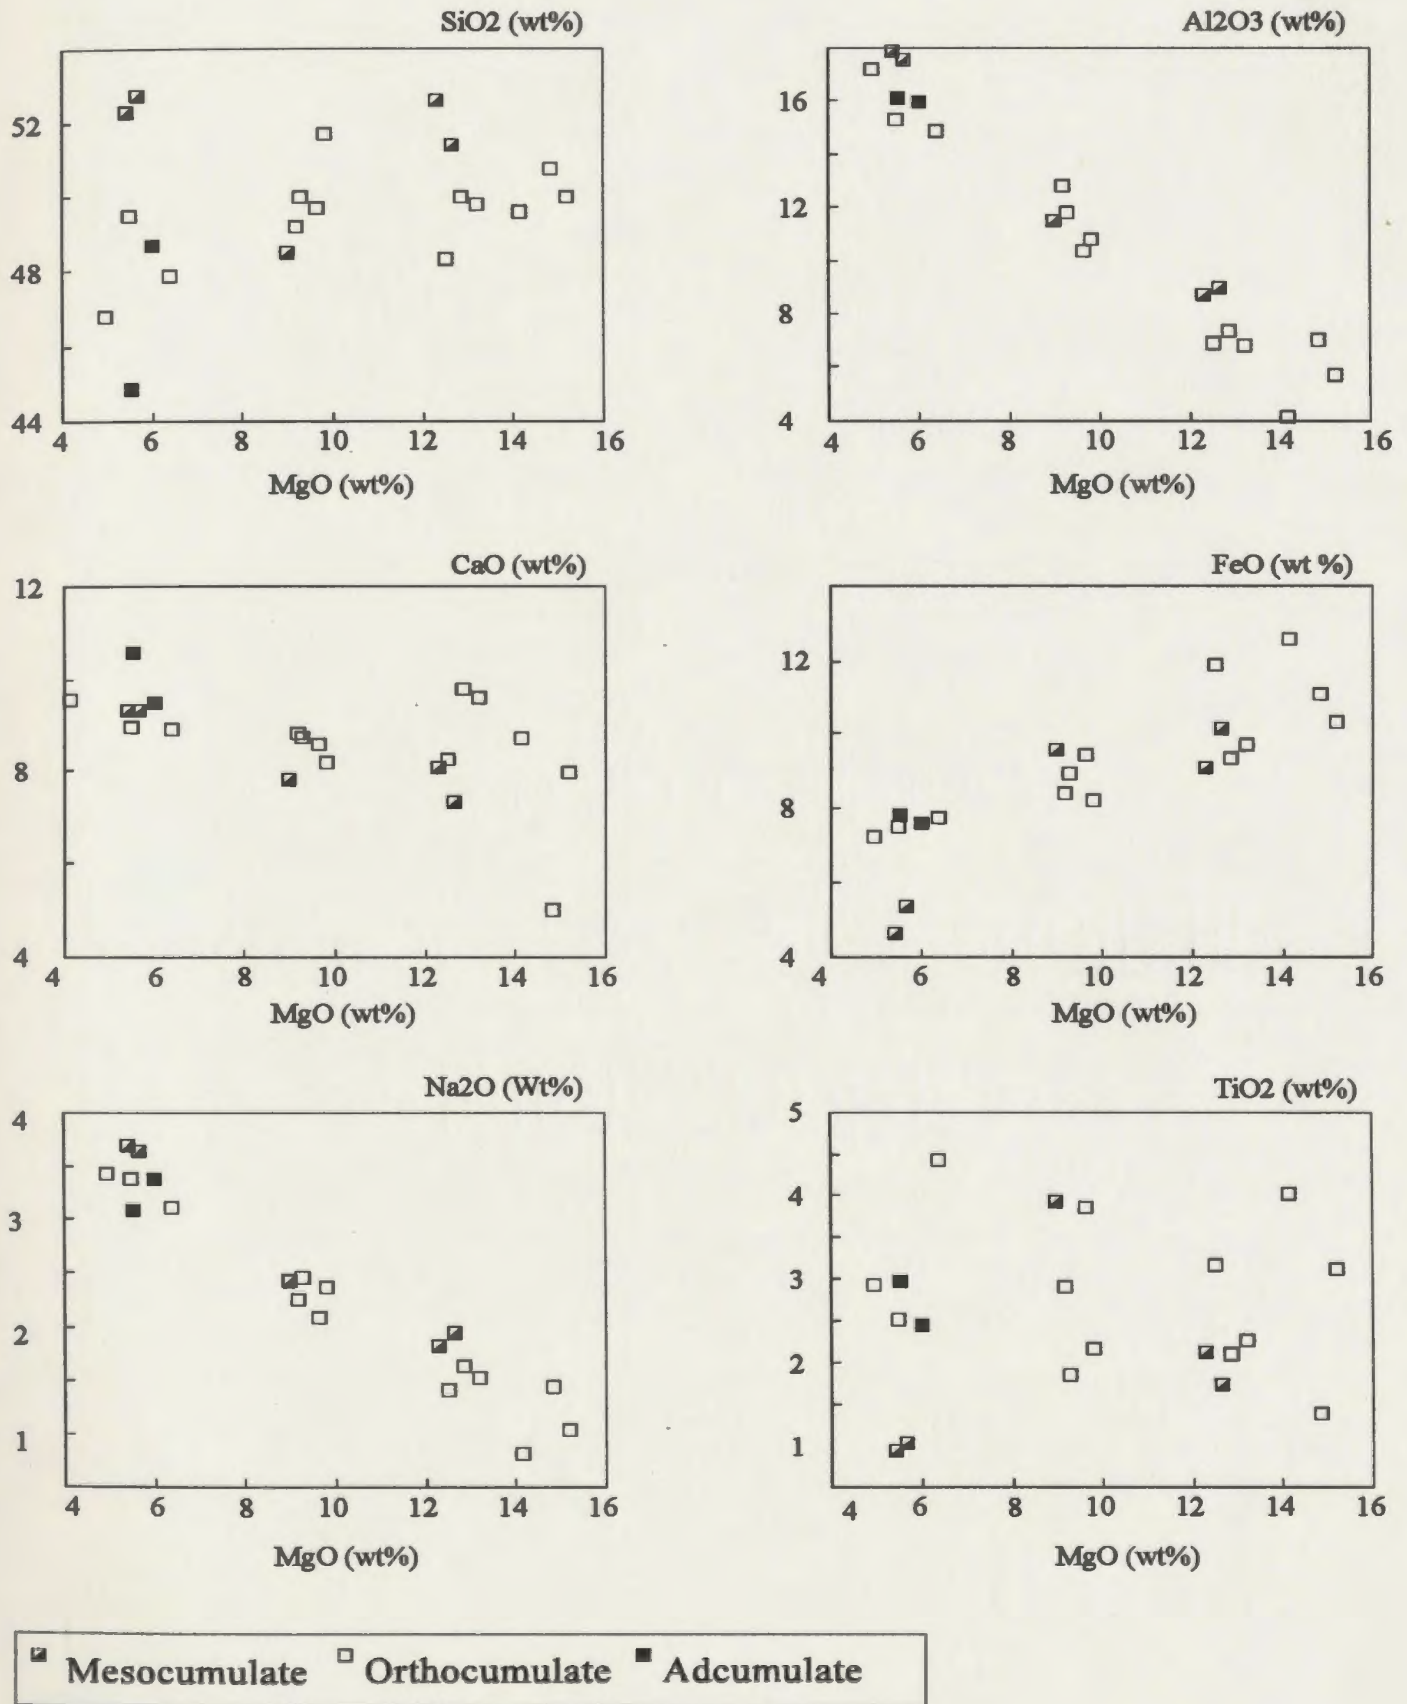 SiO2 (wt%)
52
48
44
4 6 8 10 12 14 16
MgO (wt%)
Al2O3 (wt%)
16
12
8
4
4 6 8 10 12 14 16
MgO (wt%)
CaO (wt%)
12
8
4
4 6 8 10 12 14 16
MgO (wt%)
FeO (wt %)
12
8
4
4 6 8 10 12 14 16
MgO (wt%)
Na2O (Wt%)
4
3
2
1
4 6 8 10 12 14 16
MgO (wt%)
TiO2 (wt%)
5
4
3
2
1
4 6 8 10 12 14 16
MgO (wt%)
Mesocumulate Orthocumulate Adcumulate